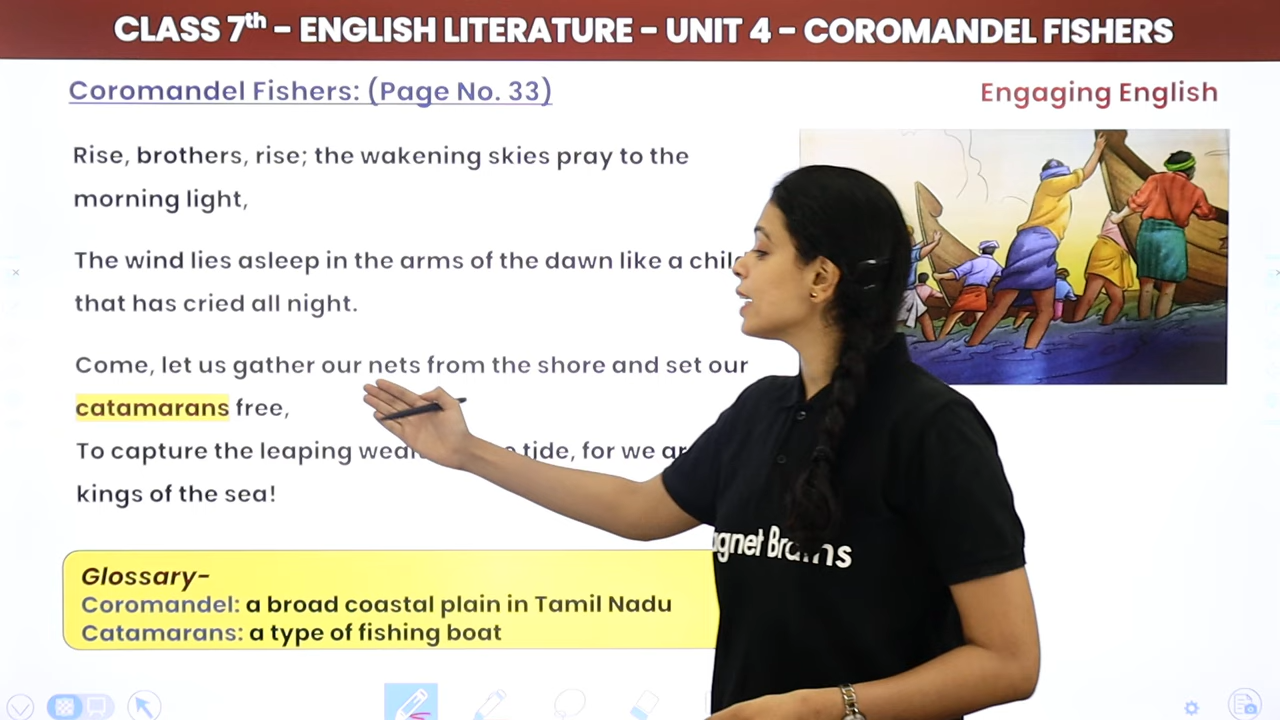 CLASS 7th – ENGLISH LITERATURE – UNIT 4 – COROMANDEL FISHERS
Coromandel Fishers: (Page No. 33)
Engaging English
Rise, brothers, rise; the wakening skies pray to the
morning light,
The wind lies asleep in the arms of the dawn like a
that has cried all night.
Come, let us gather our nets from the shore and set our
catamarans free,
To capture the leaping tide, for we
kings of the sea!
Glossary-
Coromandel: a broad coastal plain in Tamil Nadu
Catamarans: a type of fishing boat